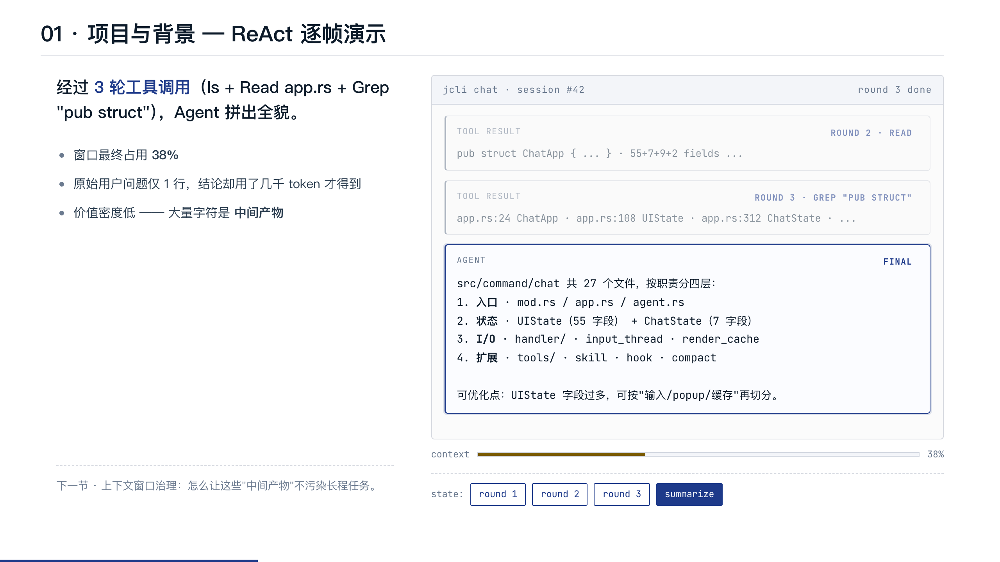 01 · 项目与背景 — ReAct 逐帧演示
经过 3 轮工具调用（ls + Read app.rs + Grep
"pub struct"），Agent 拼出全貌。
窗口最终占用 38%
原始用户问题仅 1 行，结论却用了几千 token 才得到
价值密度低 —— 大量字符是 中间产物
下一节 · 上下文窗口治理：怎么让这些"中间产物"不污染长程任务。
jcli chat · session #42
round 3 done
TOOL RESULT
ROUND 2 · READ
pub struct ChatApp { ... } · 55+7+9+2 fields ...
TOOL RESULT
ROUND 3 · GREP "PUB STRUCT"
app.rs:24 ChatApp · app.rs:108 UIState · app.rs:312 ChatState · ...
AGENT
FINAL
src/command/chat 共 27 个文件，按职责分四层：
1. 入口 · mod.rs / app.rs / agent.rs
2. 状态 · UIState（55 字段） + ChatState（7 字段）
3. I/O · handler/ · input_thread · render_cache
4. 扩展 · tools/ · skill · hook · compact
可优化点：UIState 字段过多，可按"输入/popup/缓存"再切分。
context
38%
state:
round 1
round 2
round 3
summarize